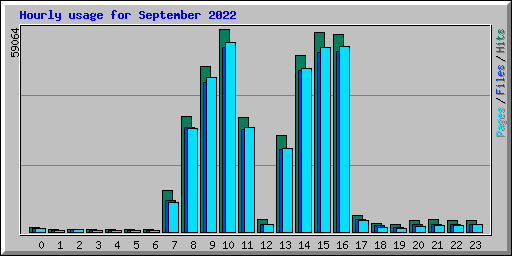 Hourly usage for September 2022
59064
Pages/Files/Hits
0 1 2 3 4 5 6 7 8 9 10 11 12 13 14 15 16 17 18 19 20 21 22 23